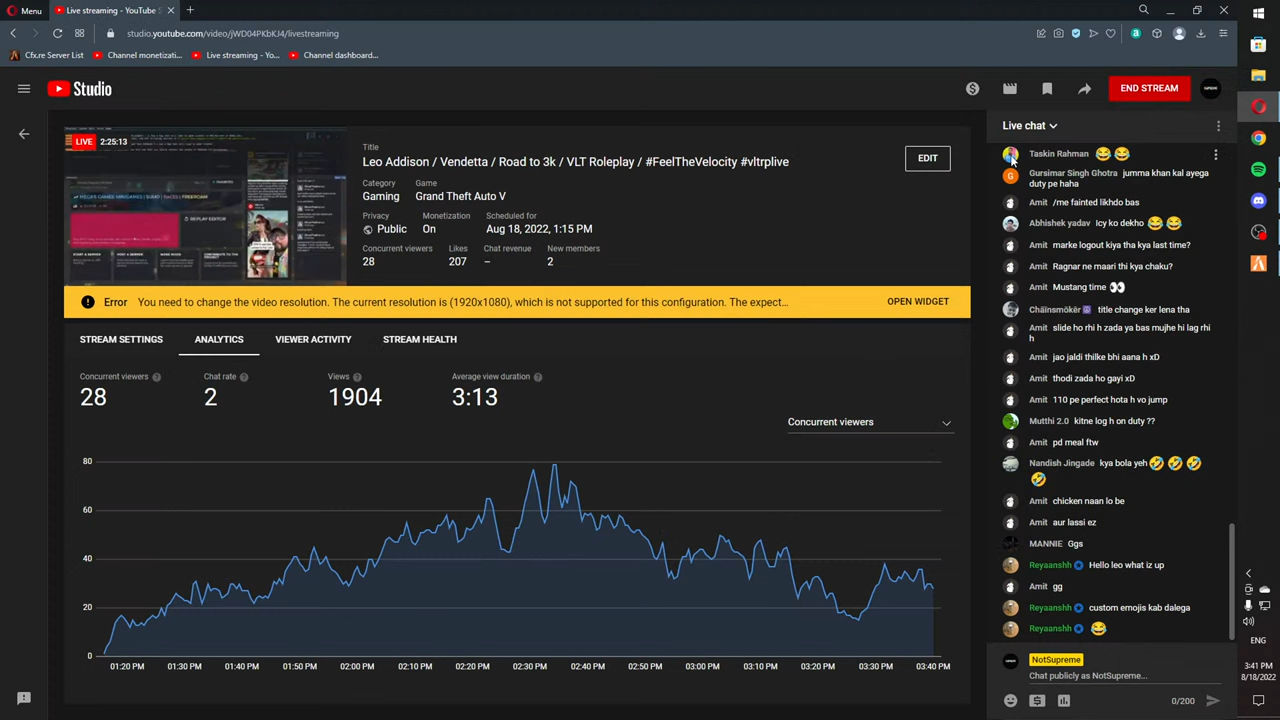 Menu
Live streaming - YouTube S
studio.youtube.com/video/jWD04PKbKJ4/livestreaming
Cfx.re Server List
Channel monetizati...
Live streaming - Yo...
Channel dashboard...
Studio
END STREAM
LIVE 2:25:13
REPLAY EDITOR
Title
Leo Addison / Vendetta / Road to 3k / VLT Roleplay / #FeelTheVelocity #vltrplive
EDIT
Category
Game
Gaming
Grand Theft Auto V
Privacy
Monetization
Scheduled for
Public
On
Aug 18, 2022, 1:15 PM
Concurrent viewers
Likes
Chat revenue
New members
28
207
–
2
Error You need to change the video resolution. The current resolution is (1920x1080), which is not supported for this configuration. The expect...
OPEN WIDGET
STREAM SETTINGS
ANALYTICS
VIEWER ACTIVITY
STREAM HEALTH
Concurrent viewers
Chat rate
Views
Average view duration
28
2
1904
3:13
Concurrent viewers
80
60
40
20
0
01:20 PM 01:30 PM 01:40 PM 01:50 PM 02:00 PM 02:10 PM 02:20 PM 02:30 PM 02:40 PM 02:50 PM 03:00 PM 03:10 PM 03:20 PM 03:30 PM 03:40 PM
Live chat
Taskin Rahman 😂 😂
G Gursimar Singh Ghotra jumma khan kal ayega
duty pe haha
Amit /me fainted likhdo bas
Abhishek yadav Icy ko dekho 😂 😂
Amit marke logout kiya tha kya last time?
Amit Ragnar ne maari thi kya chaku?
Amit Mustang time 👀
Chäinsmökër title change ker lena tha
Amit slide ho rhi h zada ya bas mujhe hi lag rhi
h
Amit jao jaldi thilke bhi aana h xD
Amit thodi zada ho gayi xD
Amit 110 pe perfect hota h vo jump
Mutthi 2.0 kitne log h on duty ??
Amit pd meal ftw
Nandish Jingade kya bola yeh 🤣 🤣 🤣
🤣
Amit chicken naan lo be
Amit aur lassi ez
MANNIE Ggs
Reyaanshh Hello leo what iz up
Amit gg
Reyaanshh custom emojis kab dalega
Reyaanshh 😂
NotSupreme
Chat publicly as NotSupreme...
0/200
ENG
3:41 PM
8/18/2022